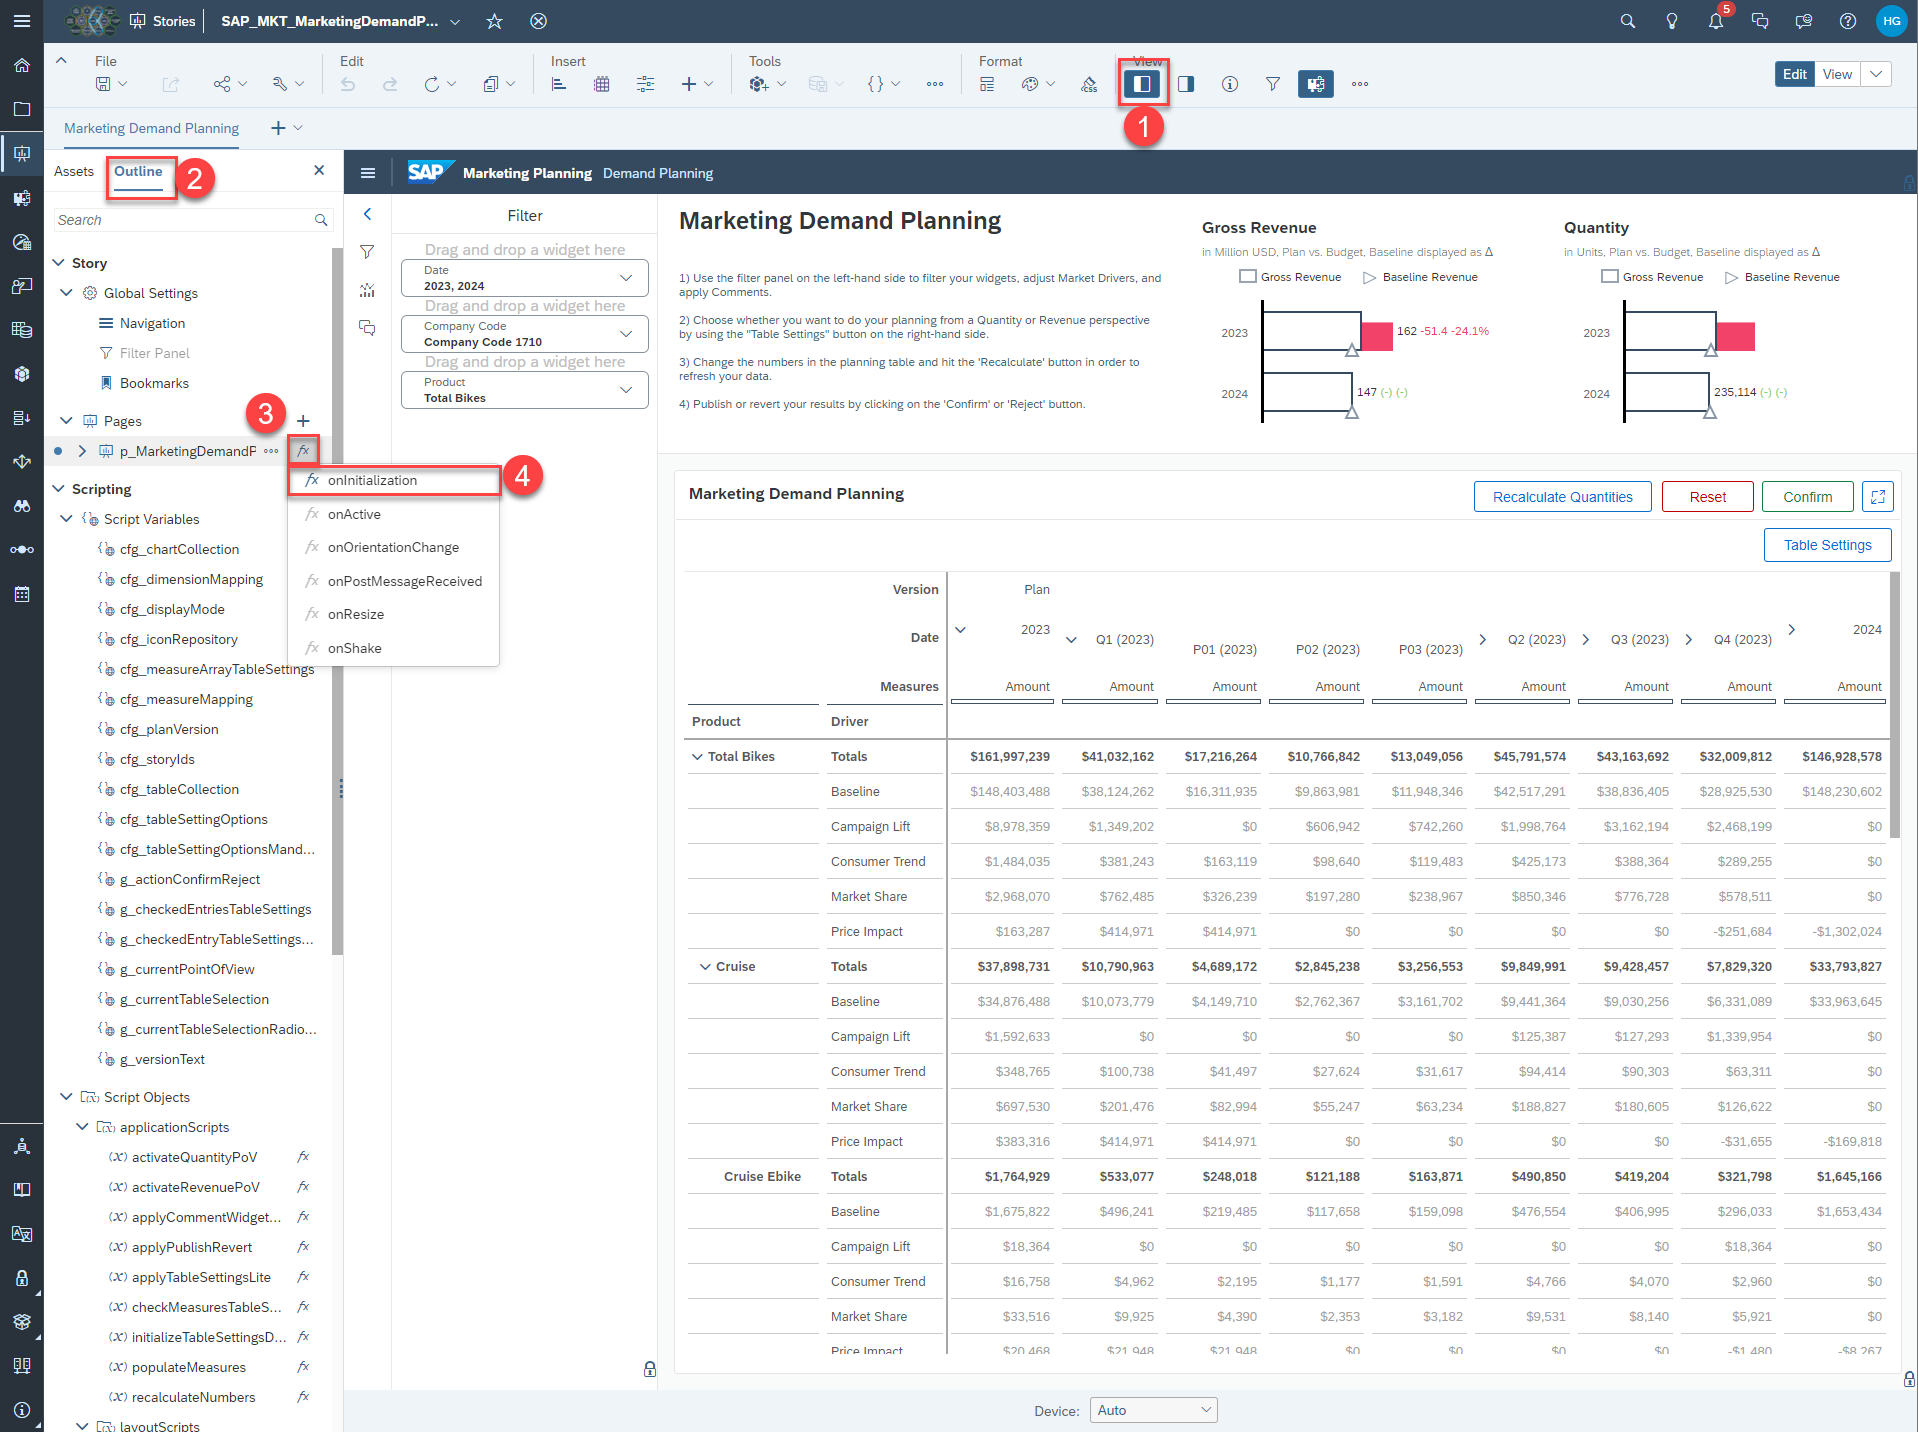 Stories SAP_MKT_MarketingDemandP...
5
HG
File Edit Insert Tools Format View
CSS
Edit View
1
Marketing Demand Planning
Assets Outline
2
Search
Story
Global Settings
Navigation
Filter Panel
Bookmarks
3
Pages
p_MarketingDemandP
fx
fx onInitialization
4
fx onActive
fx onOrientationChange
fx onPostMessageReceived
fx onResize
fx onShake
Scripting
Script Variables
cfg_chartCollection
cfg_dimensionMapping
cfg_displayMode
cfg_iconRepository
cfg_measureArrayTableSettings
cfg_measureMapping
cfg_planVersion
cfg_storyIds
cfg_tableCollection
cfg_tableSettingOptions
cfg_tableSettingOptionsMand...
g_actionConfirmReject
g_checkedEntriesTableSettings
g_checkedEntryTableSettings...
g_currentPointOfView
g_currentTableSelection
g_currentTableSelectionRadio...
g_versionText
Script Objects
applicationScripts
(X) activateQuantityPoV fx
(X) activateRevenuePoV fx
(X) applyCommentWidget... fx
(X) applyPublishRevert fx
(X) applyTableSettingsLite fx
(X) checkMeasuresTableS... fx
(X) initializeTableSettingsD... fx
(X) populateMeasures fx
(X) recalculateNumbers fx
layoutScripts
SAP Marketing Planning Demand Planning
Filter
Drag and drop a widget here
Date
2023, 2024
Drag and drop a widget here
Company Code
Company Code 1710
Drag and drop a widget here
Product
Total Bikes
Marketing Demand Planning
1) Use the filter panel on the left-hand side to filter your widgets, adjust Market Drivers, and
apply Comments.
2) Choose whether you want to do your planning from a Quantity or Revenue perspective
by using the "Table Settings" button on the right-hand side.
3) Change the numbers in the planning table and hit the 'Recalculate' button in order to
refresh your data.
4) Publish or revert your results by clicking on the 'Confirm' or 'Reject' button.
Gross Revenue
in Million USD, Plan vs. Budget, Baseline displayed as Δ
Gross Revenue Baseline Revenue
2023 162 -51.4 -24.1%
2024 147 (-) (-)
Quantity
in Units, Plan vs. Budget, Baseline displayed as Δ
Gross Revenue Baseline Revenue
2023
2024 235,114 (-) (-)
Marketing Demand Planning
Recalculate Quantities Reset Confirm
Table Settings
Version Plan
Date 2023 Q1 (2023) P01 (2023) P02 (2023) P03 (2023) Q2 (2023) Q3 (2023) Q4 (2023) 2024
Measures Amount Amount Amount Amount Amount Amount Amount Amount Amount
Product Driver
Total Bikes Totals $161,997,239 $41,032,162 $17,216,264 $10,766,842 $13,049,056 $45,791,574 $43,163,692 $32,009,812 $146,928,578
Baseline $148,403,488 $38,124,262 $16,311,935 $9,863,981 $11,948,346 $42,517,291 $38,836,405 $28,925,530 $148,230,602
Campaign Lift $8,978,359 $1,349,202 $0 $606,942 $742,260 $1,998,764 $3,162,194 $2,468,199 $0
Consumer Trend $1,484,035 $381,243 $163,119 $98,640 $119,483 $425,173 $388,364 $289,255 $0
Market Share $2,968,070 $762,485 $326,239 $197,280 $238,967 $850,346 $776,728 $578,511 $0
Price Impact $163,287 $414,971 $414,971 $0 $0 $0 $0 -$251,684 -$1,302,024
Cruise Totals $37,898,731 $10,790,963 $4,689,172 $2,845,238 $3,256,553 $9,849,991 $9,428,457 $7,829,320 $33,793,827
Baseline $34,876,488 $10,073,779 $4,149,710 $2,762,367 $3,161,702 $9,441,364 $9,030,256 $6,331,089 $33,963,645
Campaign Lift $1,592,633 $0 $0 $0 $0 $125,387 $127,293 $1,339,954 $0
Consumer Trend $348,765 $100,738 $41,497 $27,624 $31,617 $94,414 $90,303 $63,311 $0
Market Share $697,530 $201,476 $82,994 $55,247 $63,234 $188,827 $180,605 $126,622 $0
Price Impact $383,316 $414,971 $414,971 $0 $0 $0 $0 -$31,655 -$169,818
Cruise Ebike Totals $1,764,929 $533,077 $248,018 $121,188 $163,871 $490,850 $419,204 $321,798 $1,645,166
Baseline $1,675,822 $496,241 $219,485 $117,658 $159,098 $476,554 $406,995 $296,033 $1,653,434
Campaign Lift $18,364 $0 $0 $0 $0 $0 $0 $18,364 $0
Consumer Trend $16,758 $4,962 $2,195 $1,177 $1,591 $4,766 $4,070 $2,960 $0
Market Share $33,516 $9,925 $4,390 $2,353 $3,182 $9,531 $8,140 $5,921 $0
Price Impact $20,468 $21,948 $21,948 $0 $0 $0 $0 -$1,480 -$8,267
Device: Auto